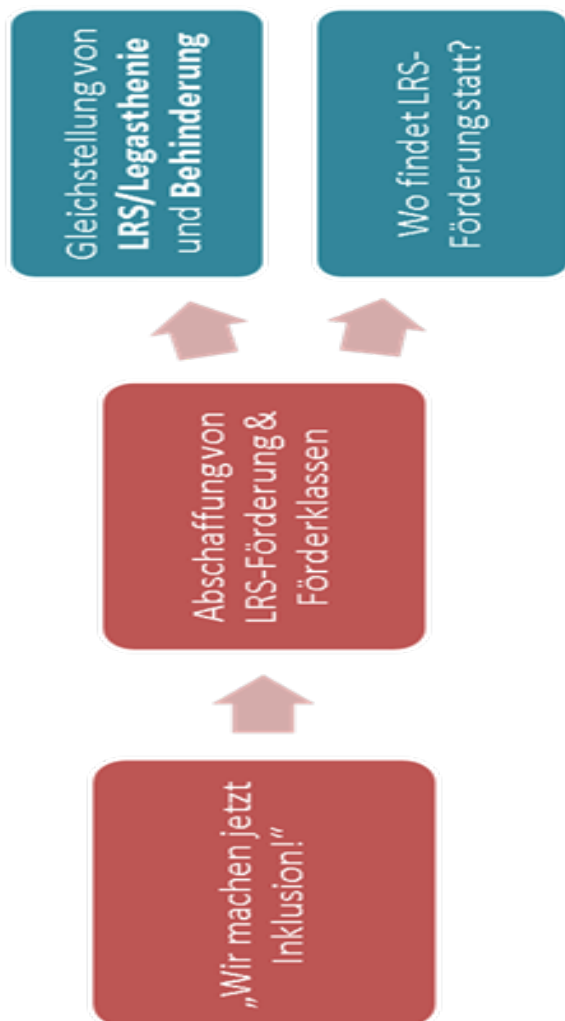 „Wir machen jetzt
Inklusion!“
Abschaffung von
LRS-Förderung &
Förderklassen
Gleichstellung von
LRS/Legasthenie
und Behinderung
Wo findet LRS-
Förderung statt?